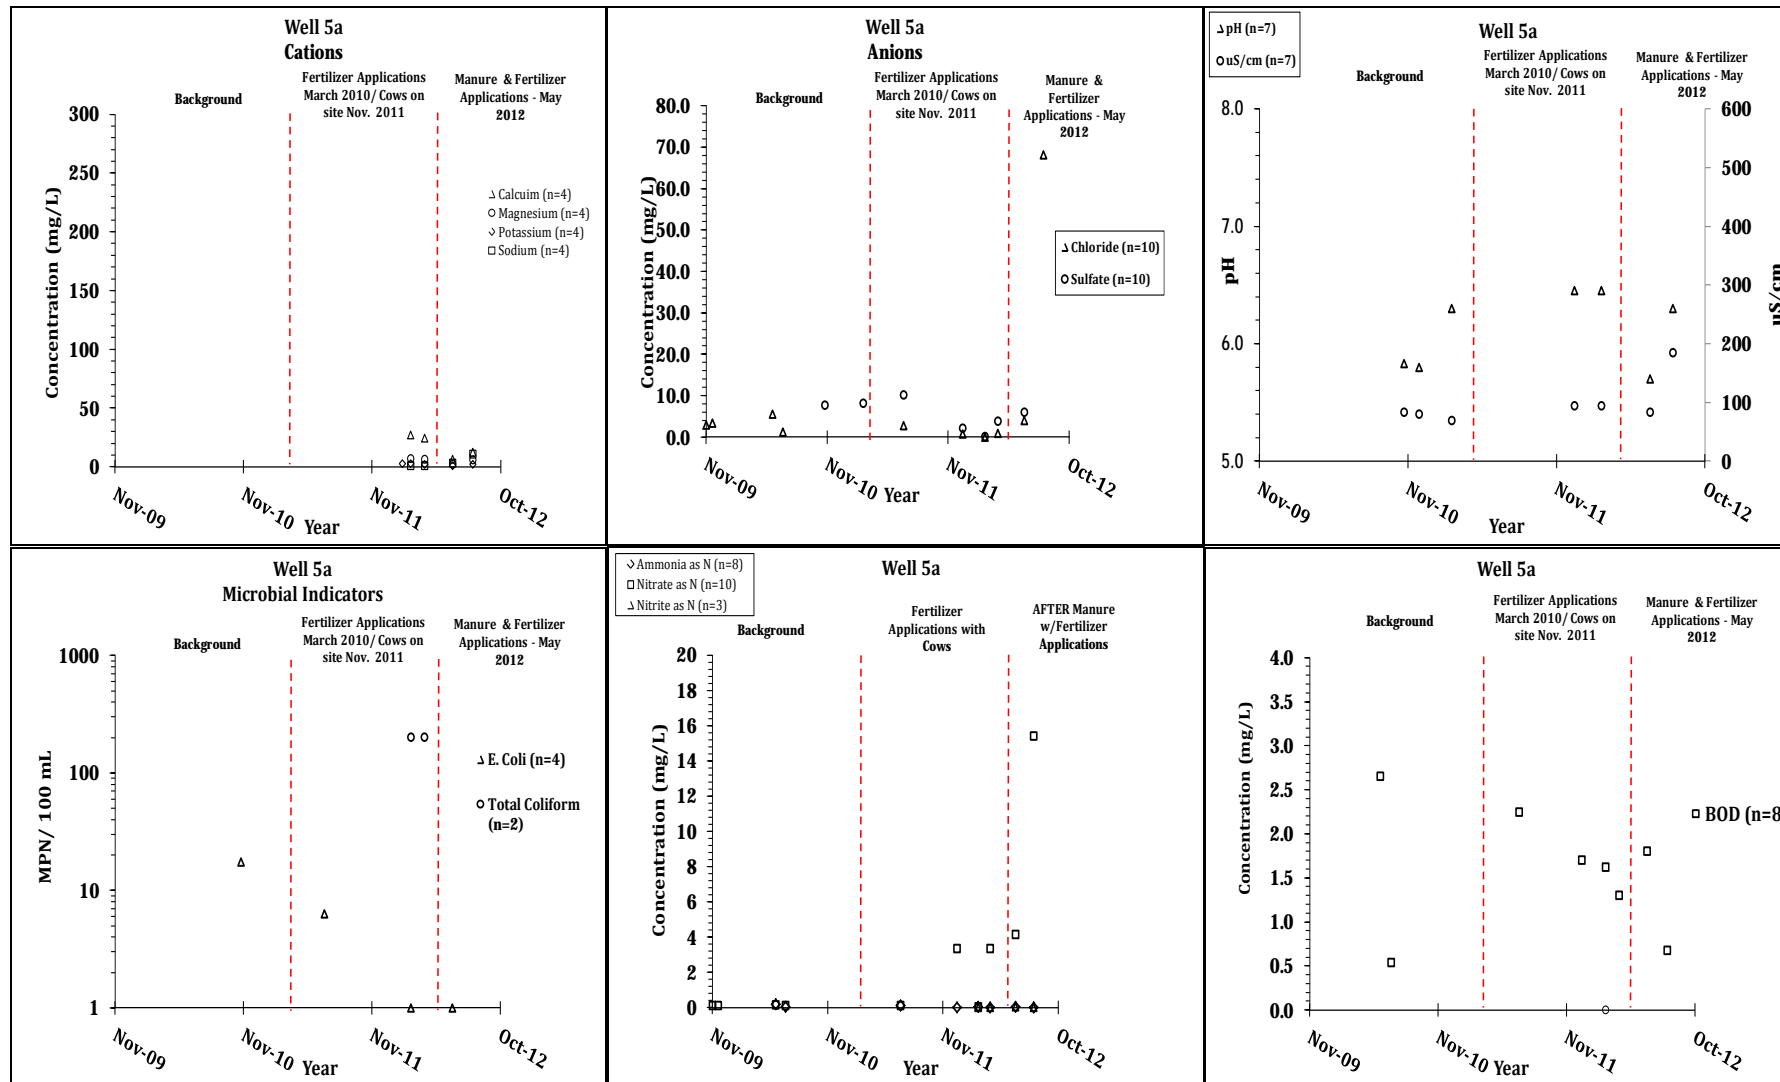 Well 5a
Cations
Background
Fertilizer Applications
March 2010/ Cows on
site Nov. 2011
Manure & Fertilizer
Applications - May
2012
Concentration (mg/L)
300
250
200
150
100
50
0
Calcuim (n=4)
Magnesium (n=4)
Potassium (n=4)
Sodium (n=4)
Nov-09
Nov-10
Nov-11
Oct-12
Year
Well 5a
Anions
Background
Fertilizer Applications
March 2010/ Cows on
site Nov. 2011
Manure &
Fertilizer
Applications - May
2012
Concentration (mg/L)
80.0
70.0
60.0
50.0
40.0
30.0
20.0
10.0
0.0
Chloride (n=10)
Sulfate (n=10)
Nov-09
Nov-10
Nov-11
Oct-12
Year
pH (n=7)
uS/cm (n=7)
Well 5a
Background
Fertilizer Applications
March 2010/ Cows on
site Nov. 2011
Manure & Fertilizer
Applications - May
2012
pH
8.0
7.0
6.0
5.0
600
500
400
300
200
100
0
uS/cm
Nov-09
Nov-10
Nov-11
Oct-12
Year
Well 5a
Microbial Indicators
Background
Fertilizer Applications
March 2010/ Cows on
site Nov. 2011
Manure & Fertilizer
Applications - May
2012
MPN/ 100 mL
1000
100
10
1
E. Coli (n=4)
Total Coliform
(n=2)
Nov-09
Nov-10
Nov-11
Oct-12
Year
Ammonia as N (n=8)
Nitrate as N (n=10)
Nitrite as N (n=3)
Well 5a
Background
Fertilizer
Applications with
Cows
AFTER Manure
w/Fertilizer
Applications
Concentration (mg/L)
20
18
16
14
12
10
8
6
4
2
0
Nov-09
Nov-10
Nov-11
Oct-12
Year
Well 5a
Background
Fertilizer Applications
March 2010/ Cows on
site Nov. 2011
Manure & Fertilizer
Applications - May
2012
Concentration (mg/L)
4.0
3.5
3.0
2.5
2.0
1.5
1.0
0.5
0.0
BOD (n=8
Nov-09
Nov-10
Nov-11
Oct-12
Year